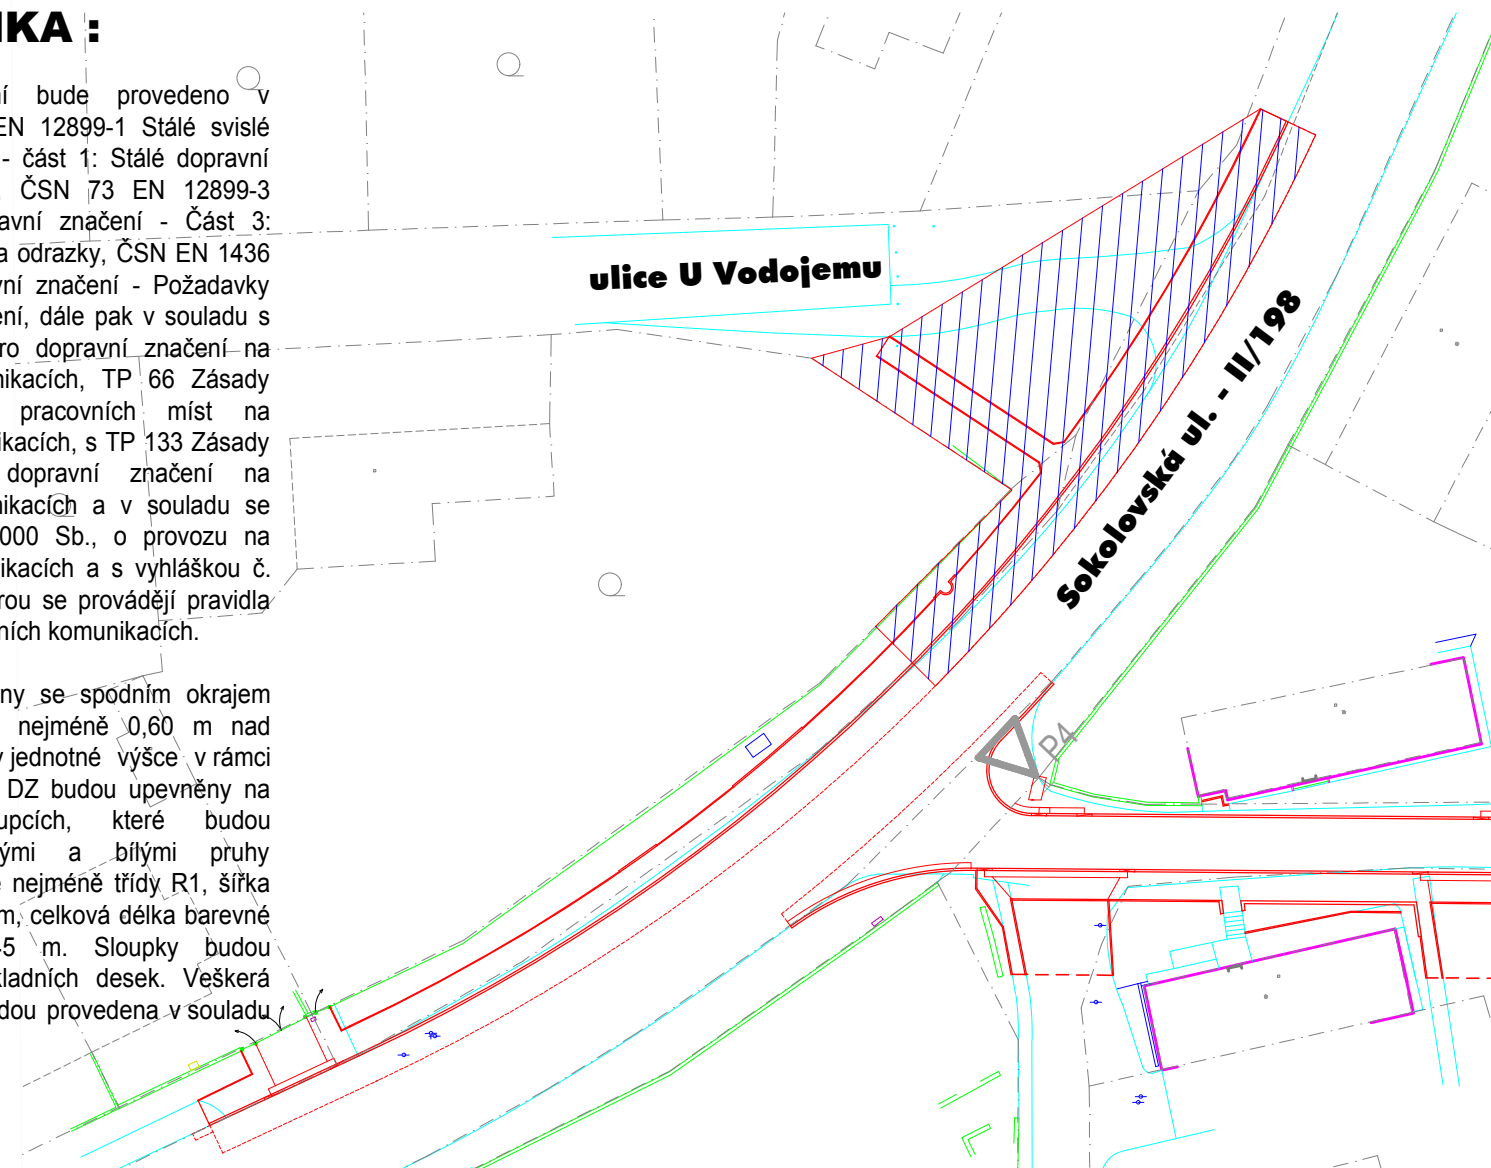 IKA :
ní bude provedeno v
EN 12899-1 Stálé svislé
- část 1: Stálé dopravní
ČSN 73 EN 12899-3
avní značení - Část 3:
a odrazky, ČSN EN 1436
vní značení - Požadavky
ení, dále pak v souladu s
ro dopravní značení na
nikacích, TP 66 Zásady
pracovních míst na
ikacích, s TP 133 Zásady
dopravní značení na
nikacích a v souladu se
000 Sb., o provozu na
ikacích a s vyhláškou č.
rou se provádějí pravidla
ních komunikacích.
ny se spodním okrajem
nejméně 0,60 m nad
v jednotné výšce v rámci
DZ budou upevněny na
upcích, které budou
ými a bílými pruhy
e nejméně třídy R1, šířka
m, celková délka barevné
45 m. Sloupky budou
kladních desek. Veškerá
dou provedena v souladu
ulice U Vodojemu
Sokolovská ul. - II/198
P4